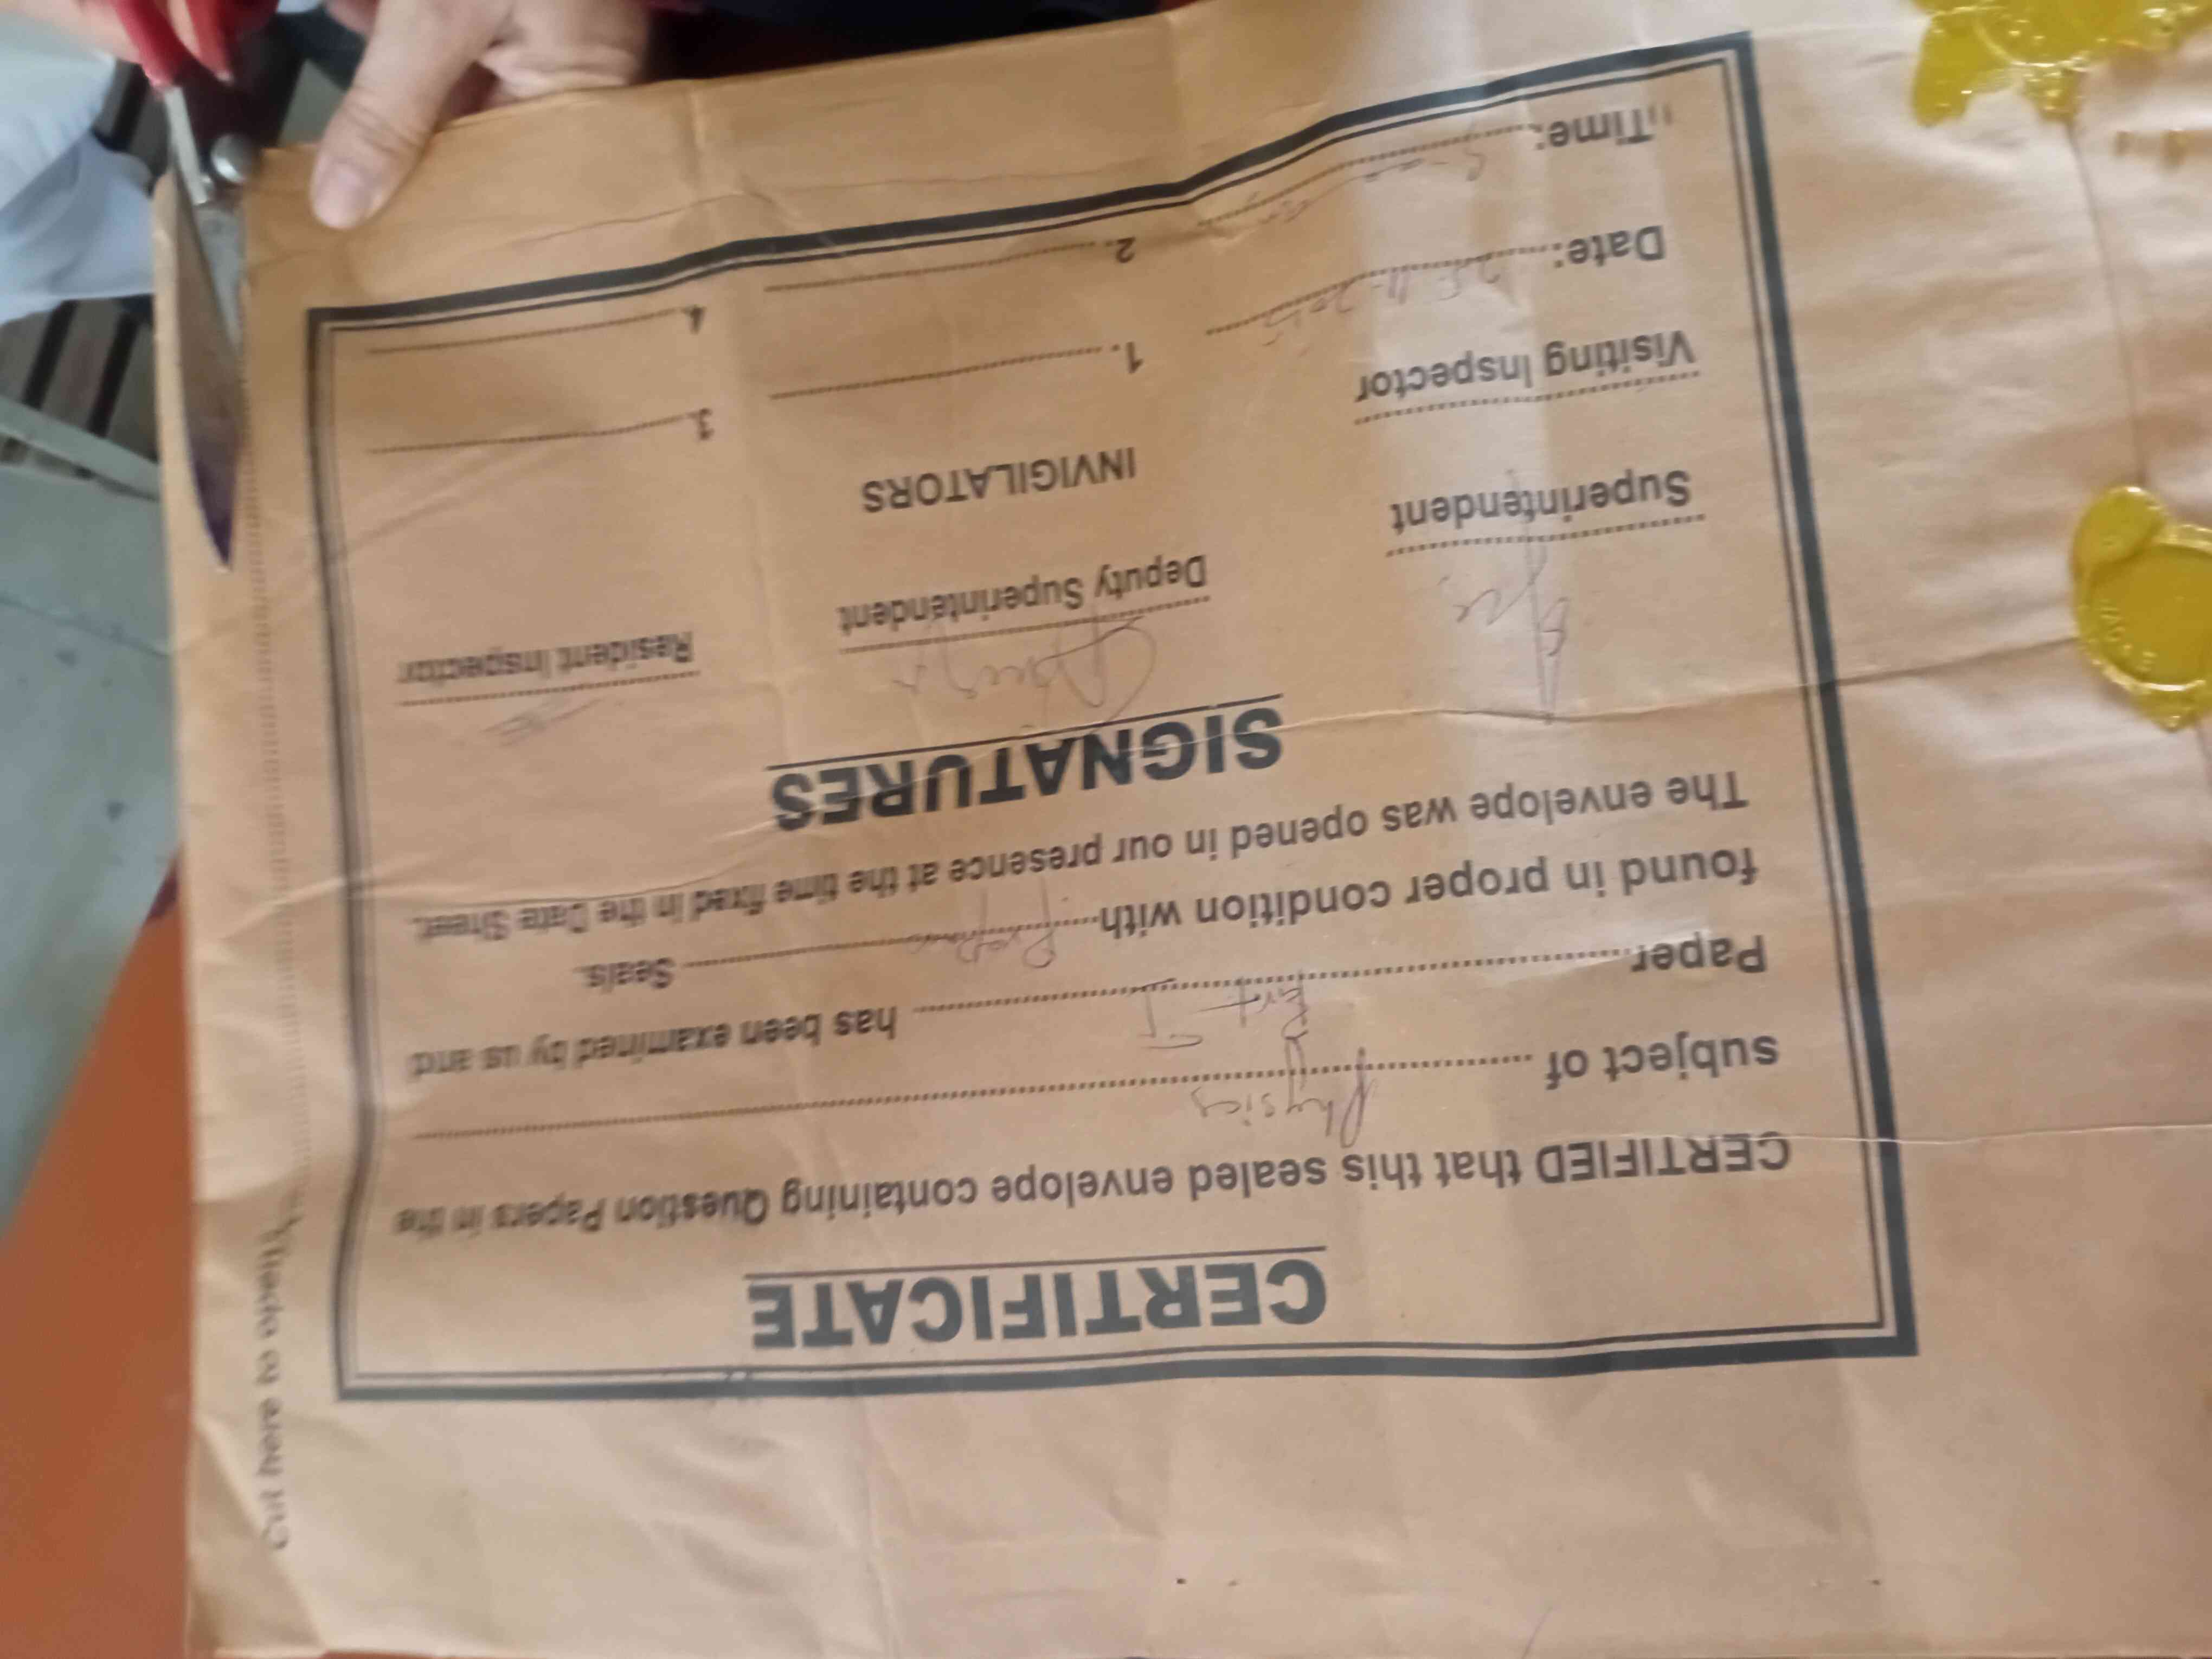 CERTIFICATE
CERTIFIED that this sealed envelope containing Question Papers in the
subject of Physics
Paper Part I has been examined by us and
found in proper condition with Proper Seals.
The envelope was opened in our presence at the time fixed in the Date Sheet.
SIGNATURES
Superintendent Deputy Superintendent Resident Inspector
Visiting Inspector INVIGILATORS
1. 3.
Date:
2. 4.
Time:
Cut here to open